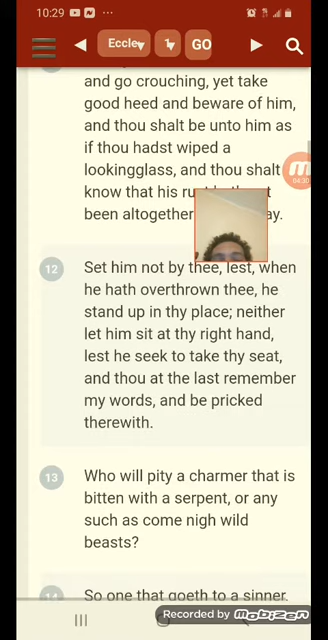 10:29
Eccle
1
GO
and go crouching, yet take
good heed and beware of him,
and thou shalt be unto him as
if thou hadst wiped a
lookingglass, and thou shalt
know that his
been altogether
04:30
12
Set him not by thee, lest, when
he hath overthrown thee, he
stand up in thy place; neither
let him sit at thy right hand,
lest he seek to take thy seat,
and thou at the last remember
my words, and be pricked
therewith.
13
Who will pity a charmer that is
bitten with a serpent, or any
such as come nigh wild
beasts?
14
So one that goeth to a sinner,
Recorded by mobizen